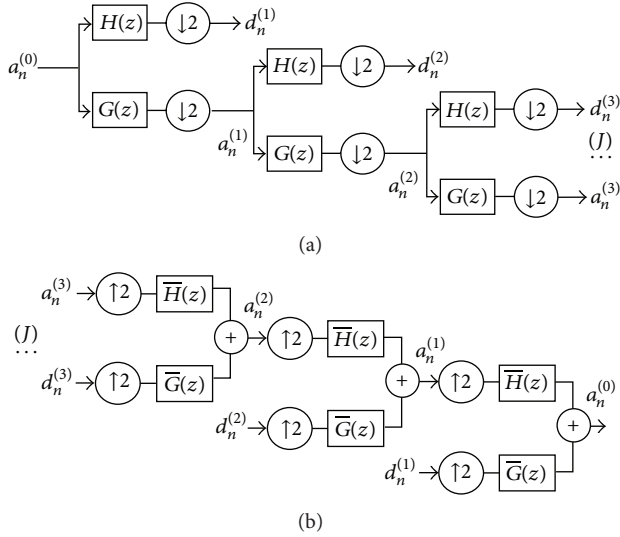 H(z) ↓2 d_n^(1)
a_n^(0) H(z) ↓2 d_n^(2)
G(z) ↓2 H(z) ↓2 d_n^(3)
a_n^(1) G(z) ↓2 (J)
...
a_n^(2) G(z) ↓2 a_n^(3)
(a)
a_n^(3) ↑2 H̅(z) a_n^(2)
(J) + ↑2 H̅(z) a_n^(1)
...
d_n^(3) ↑2 G̅(z) + ↑2 H̅(z) a_n^(0)
d_n^(2) ↑2 G̅(z) +
d_n^(1) ↑2 G̅(z)
(b)